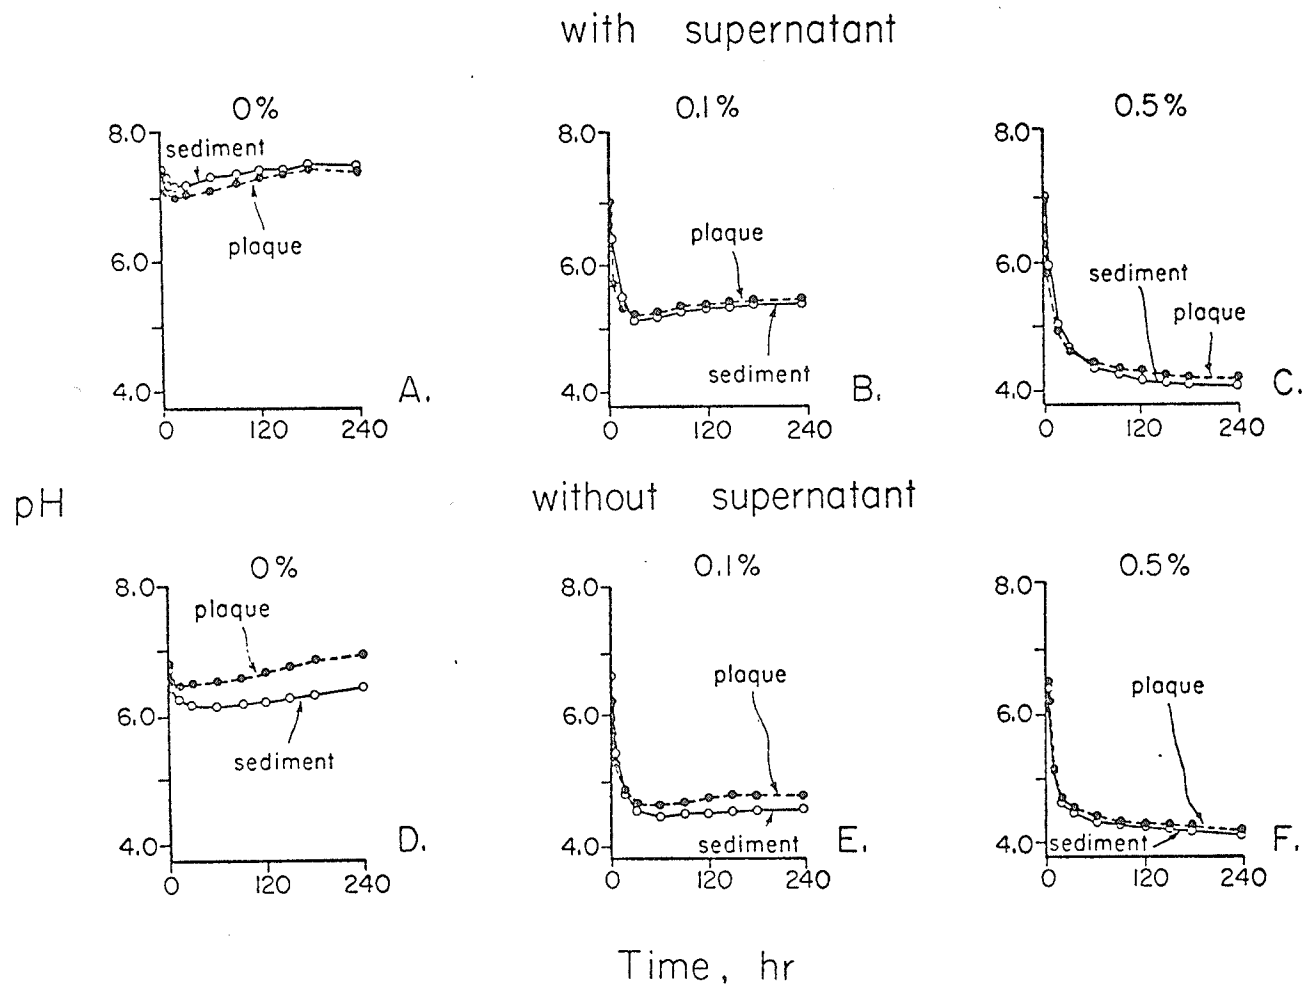 with supernatant
0% 0.1% 0.5%
8.0 8.0 8.0
sediment
plaque plaque
6.0 6.0 6.0
sediment
plaque
sediment
4.0 A. 4.0 B. 4.0 C.
0 120 240 0 120 240 0 120 240
pH
without supernatant
0% 0.1% 0.5%
8.0 8.0 8.0
plaque
plaque plaque
6.0 6.0 6.0
sediment
4.0 D. 4.0 sediment E. 4.0 sediment F.
0 120 240 0 120 240 0 120 240
Time, hr